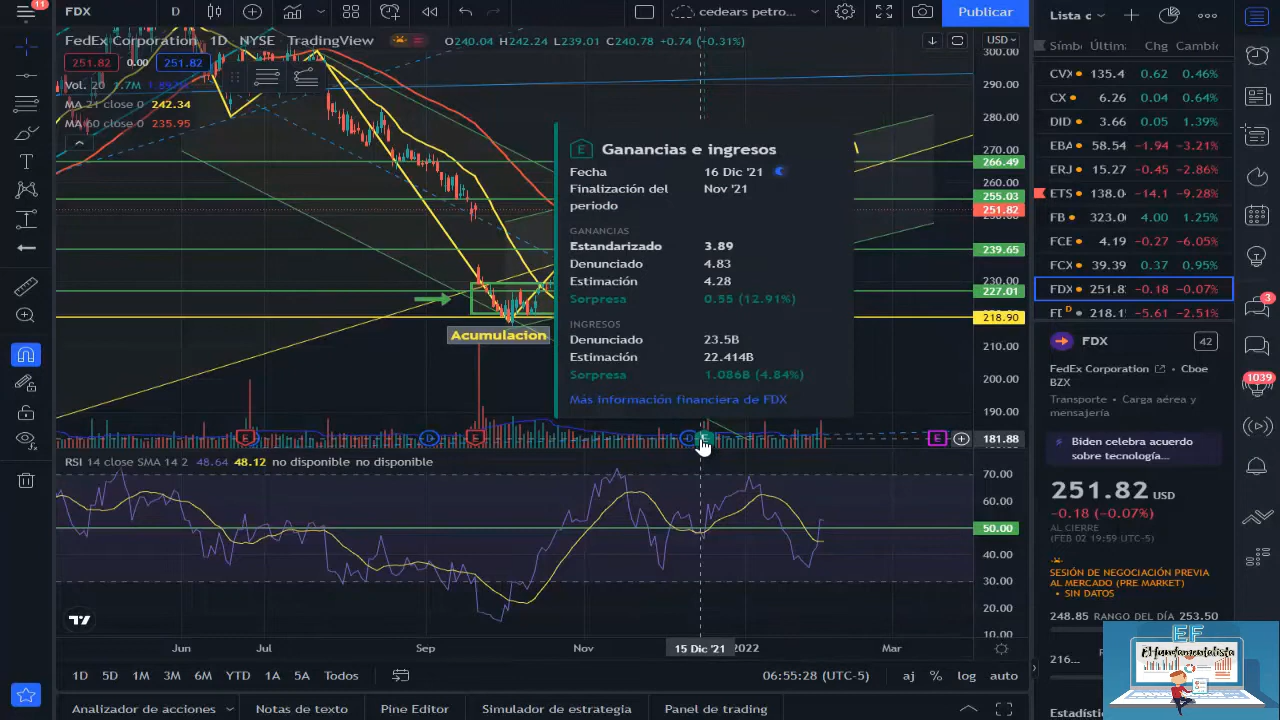 11
FDX
D
cedears petro...
Publicar
FedEx Corporation 1D NYSE TradingView
O240.04 H242.24 L239.01 C240.78 +0.74 (+0.31%)
251.82 0.00 251.82
Vol. 20
MA 21 close 0 242.34
MA 60 close 0 235.95
USD
300.00
290.00
280.00
270.00
266.49
260.00
255.03
251.82
239.65
230.00
227.01
218.90
210.00
200.00
190.00
181.88
Ganancias e ingresos
Fecha 16 Dic '21
Finalización del periodo Nov '21
GANANCIAS
Estandarizado 3.89
Denunciado 4.83
Estimación 4.28
Sorpresa 0.55 (12.91%)
INGRESOS
Denunciado 23.5B
Estimación 22.414B
Sorpresa 1.086B (4.84%)
Más información financiera de FDX
Acumulacion
E D E D E E
RSI 14 close SMA 14 2 48.64 48.12 no disponible no disponible
70.00
60.00
50.00
40.00
30.00
20.00
10.00
Jun Jul Sep Nov 15 Dic '21 2022 Mar
1D 5D 1M 3M 6M YTD 1A 5A Todos
06:55:28 (UTC-5)
% log auto
Analizador de acciones Notas de texto Pine Editor Simulador de estrategia Panel de trading
Lista c
Símbo Última Chg Cambio
CVX 135.4 0.62 0.46%
CX 6.26 0.04 0.64%
DID 3.66 0.05 1.39%
EBA 58.54 -1.94 -3.21%
ERJ 15.27 -0.45 -2.86%
ETS 138.0 -14.1 -9.28%
FB 323.0 4.00 1.25%
FCE 4.19 -0.27 -6.05%
FCX 39.39 0.37 0.95%
FDX 251.8 -0.18 -0.07%
D 218.1 -5.61 -2.51%
FDX
42
FedEx Corporation Cboe
BZX
Transporte • Carga aérea y
mensajería
Biden celebra acuerdo
sobre tecnología...
251.82 USD
-0.18 (-0.07%)
AL CIERRE
(FEB 02 19:59 UTC-5)
SESIÓN DE NEGOCIACIÓN PREVIA
AL MERCADO (PRE MARKET)
• SIN DATOS
248.85 RANGO DEL DÍA 253.50
216...
Estadísti
3
1039
EF
El fundamentalista